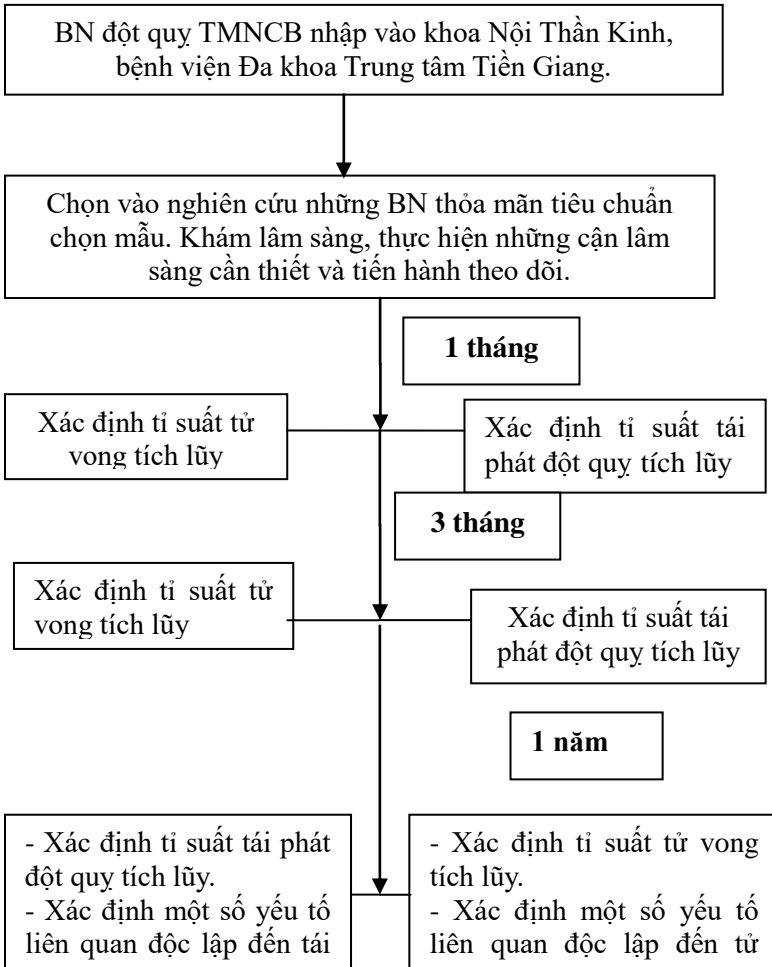 BN đột quỵ TMNCB nhập vào khoa Nội Thần Kinh,
bệnh viện Đa khoa Trung tâm Tiền Giang.
Chọn vào nghiên cứu những BN thỏa mãn tiêu chuẩn
chọn mẫu. Khám lâm sàng, thực hiện những cận lâm
sàng cần thiết và tiến hành theo dõi.
1 tháng
Xác định tỉ suất tử
vong tích lũy
Xác định tỉ suất tái
phát đột quỵ tích lũy
3 tháng
Xác định tỉ suất tử
vong tích lũy
Xác định tỉ suất tái
phát đột quỵ tích lũy
1 năm
- Xác định tỉ suất tái phát
đột quỵ tích lũy.
- Xác định một số yếu tố
liên quan độc lập đến tái
- Xác định tỉ suất tử vong
tích lũy.
- Xác định một số yếu tố
liên quan độc lập đến tử